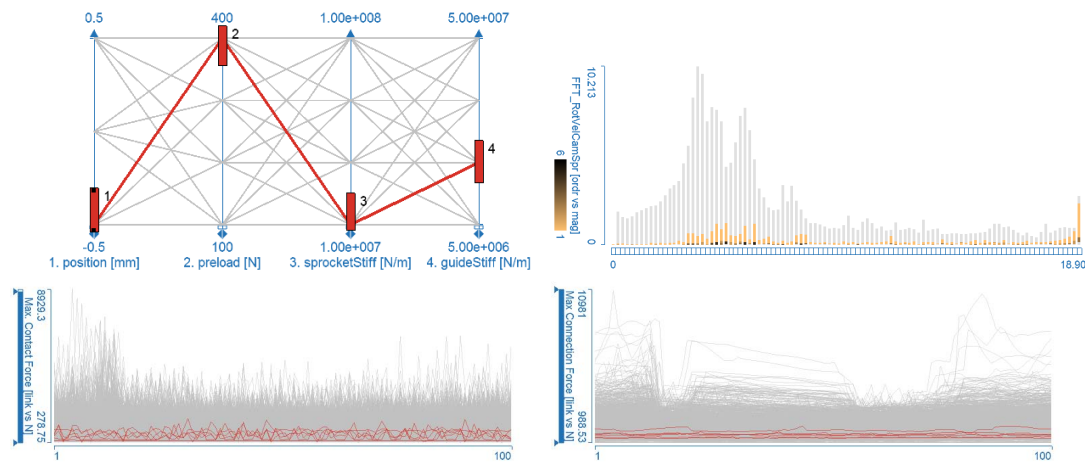 0.5 400 1.00e+008 5.00e+007
2
4
1
3
-0.5 100 1.00e+007 5.00e+006
1. position [mm] 2. preload [N] 3. sprocketStiff [N/m] 4. guideStiff [N/m]
10,213
FFT_RotVelCamSpr [ordr vs mag]
0
6
1
0 18.90
8929.3
Max. Contact Force [link vs N]
278.75
1 100
10981
Max Connection Force [link vs N]
988.53
1 100